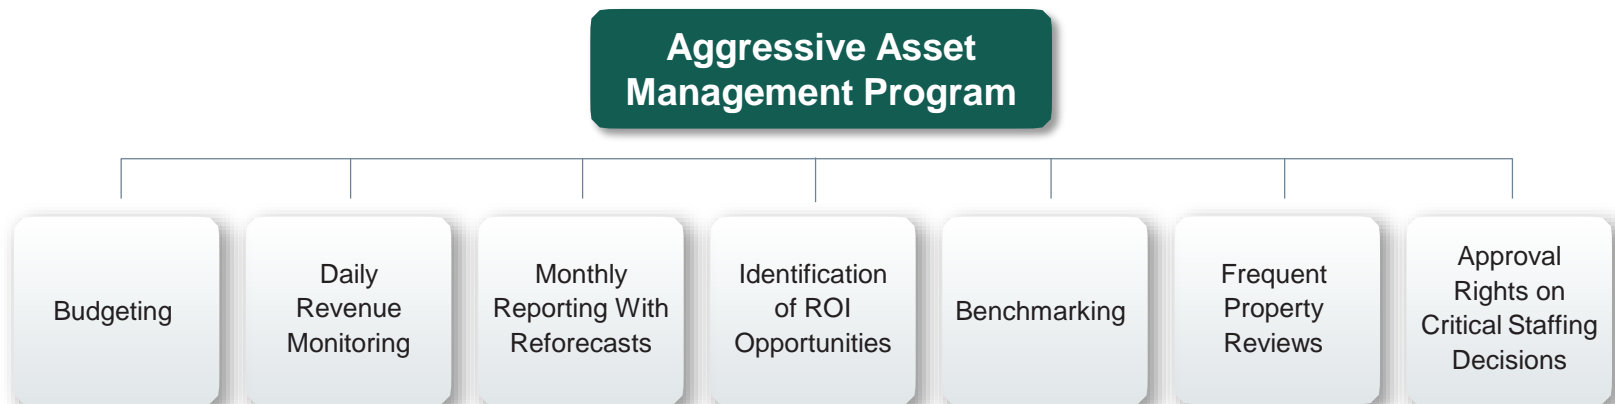 Aggressive Asset
Management Program
Budgeting
Daily
Revenue
Monitoring
Monthly
Reporting With
Reforecasts
Identification
of ROI
Opportunities
Benchmarking
Frequent
Property
Reviews
Approval
Rights on
Critical Staffing
Decisions